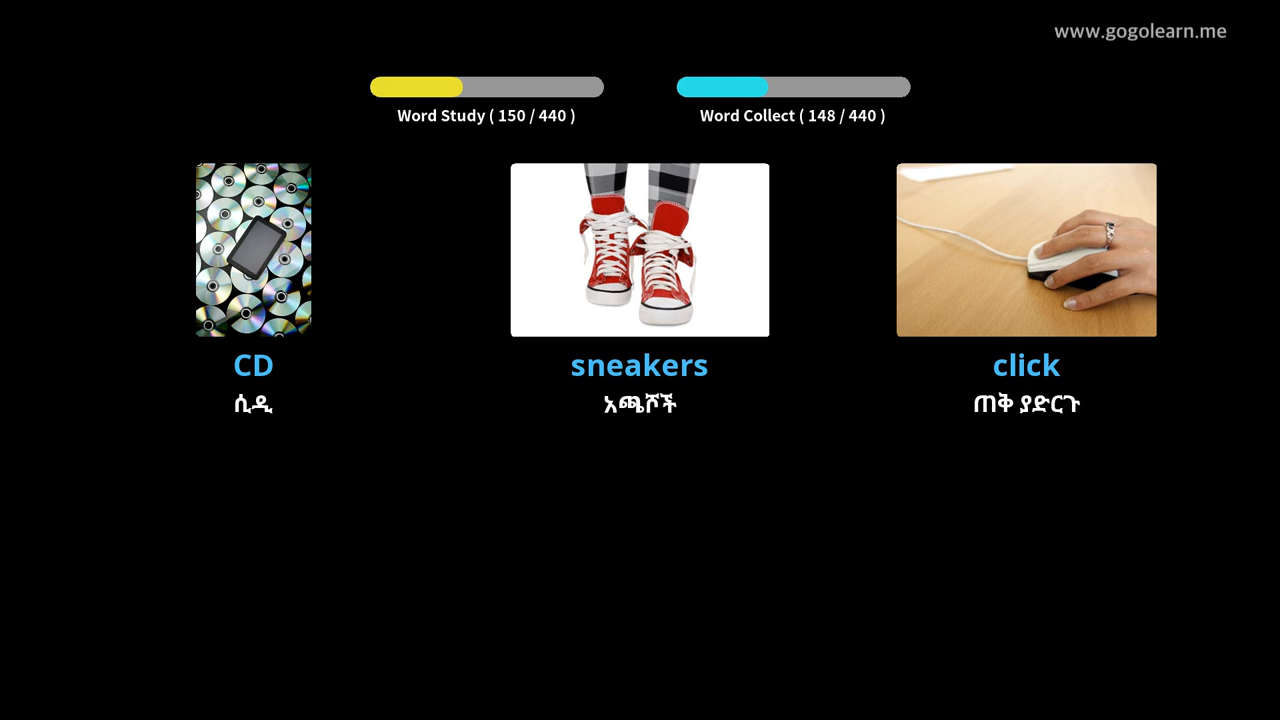 www.gogolearn.me
Word Study ( 150 / 440 )
Word Collect ( 148 / 440 )
CD
ሲዲ
sneakers
አጫሾች
click
ጠቅ ያድርጉ